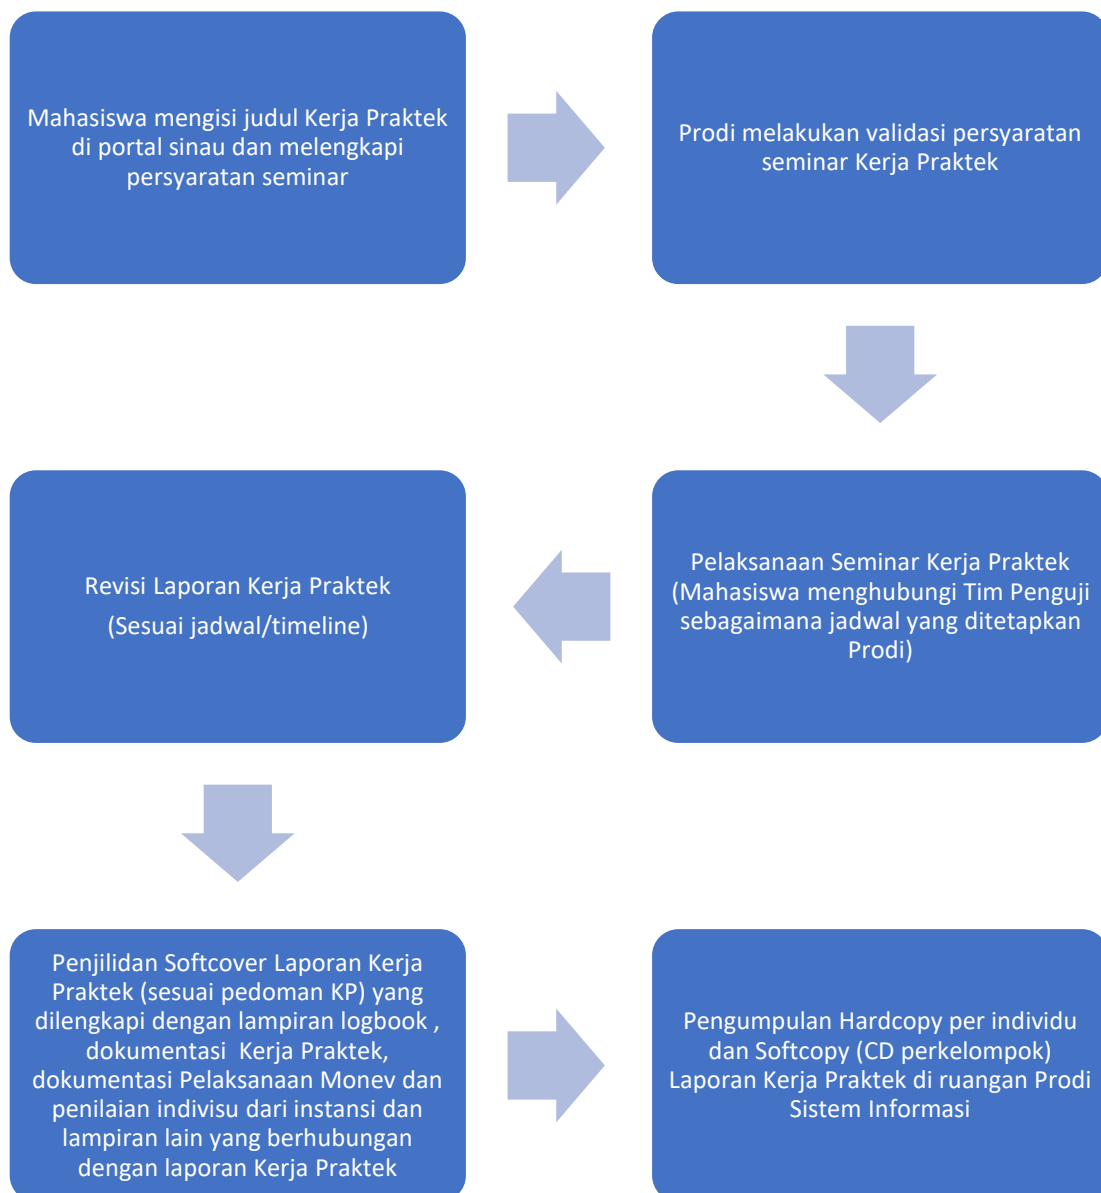 Mahasiswa mengisi judul Kerja Praktek
di portal sinau dan melengkapi
persyaratan seminar
Prodi melakukan validasi persyaratan
seminar Kerja Praktek
Pelaksanaan Seminar Kerja Praktek
(Mahasiswa menghubungi Tim Penguji
sebagaimana jadwal yang ditetapkan
Prodi)
Revisi Laporan Kerja Praktek
(Sesuai jadwal/timeline)
Penjilidan Softcover Laporan Kerja
Praktek (sesuai pedoman KP) yang
dilengkapi dengan lampiran logbook ,
dokumentasi  Kerja Praktek,
dokumentasi Pelaksanaan Monev dan
penilaian indivisu dari instansi dan
lampiran lain yang berhubungan
dengan laporan Kerja Praktek
Pengumpulan Hardcopy per individu
dan Softcopy (CD perkelompok)
Laporan Kerja Praktek di ruangan Prodi
Sistem Informasi